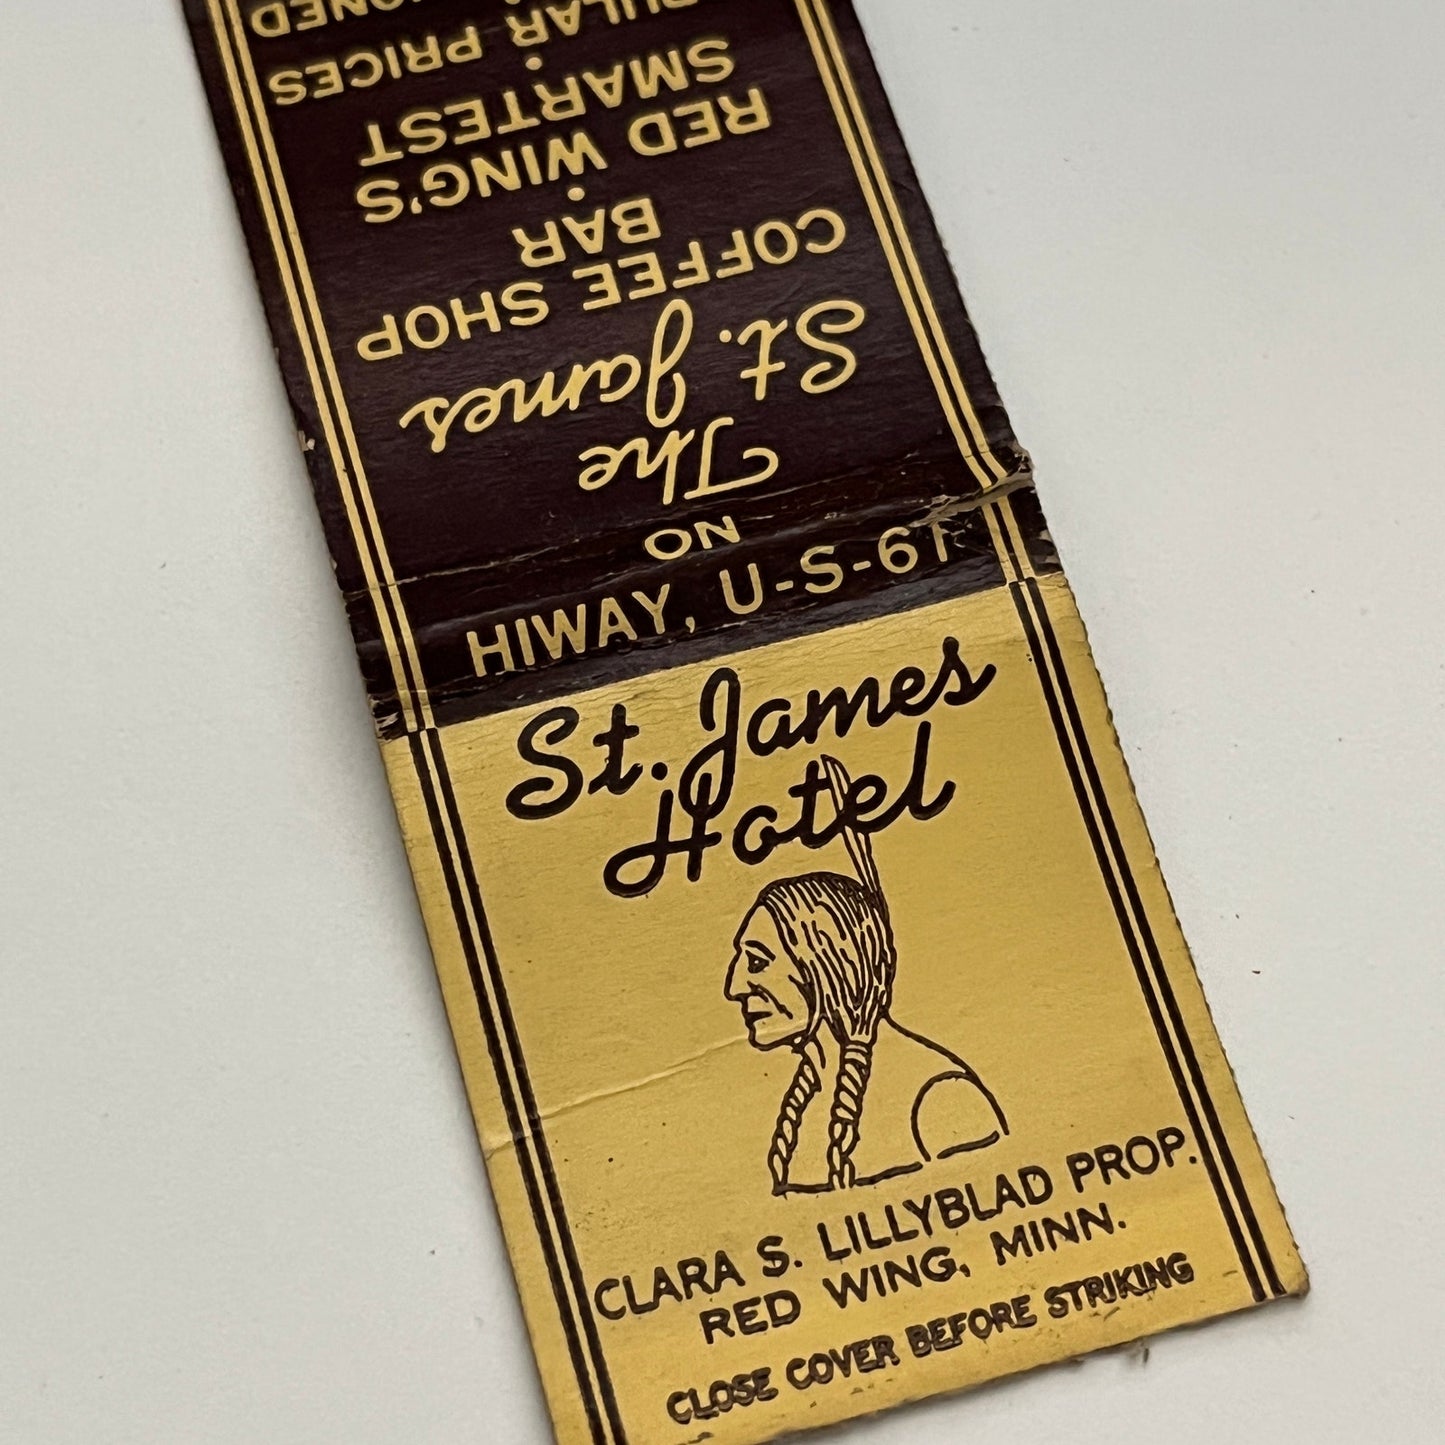 St. James
Hotel
CLARA S. LILLYBLAD PROP.
RED WING, MINN.
CLOSE COVER BEFORE STRIKING
ON
HIWAY, U-S-61
The
St. James
COFFEE SHOP
BAR
RED WING'S
SMARTEST
PRICES